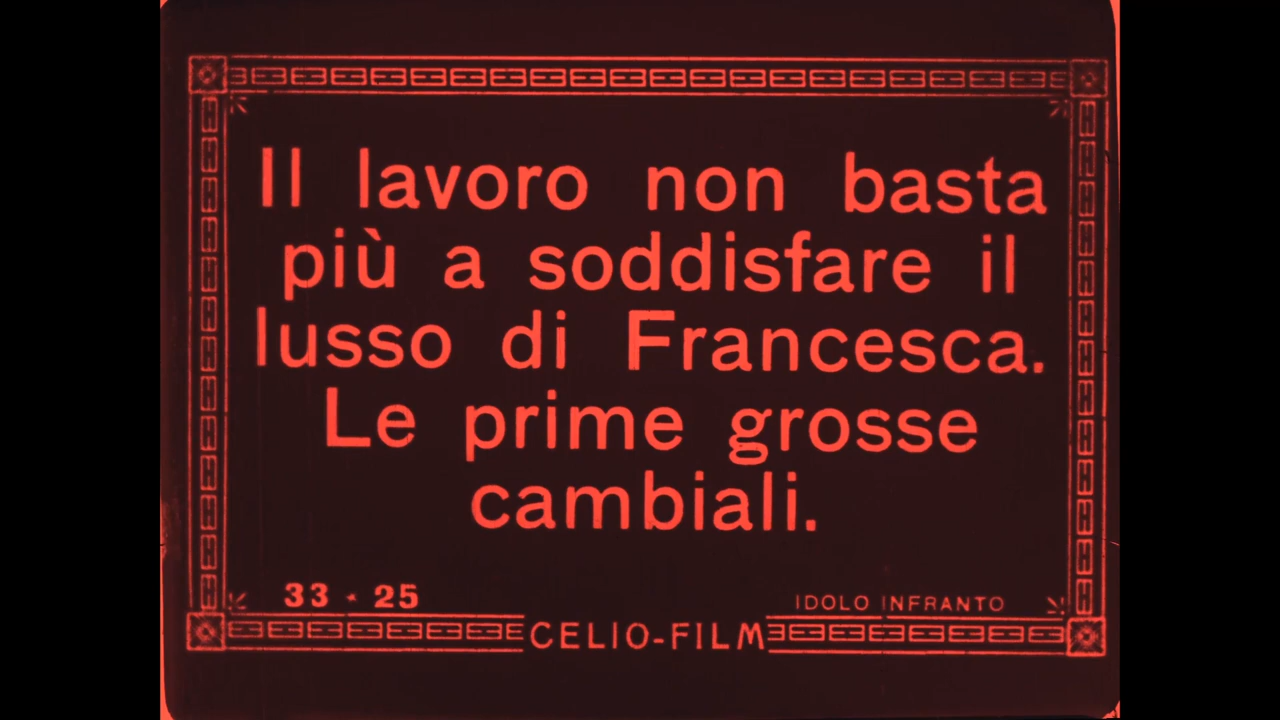 Il lavoro non basta
più a soddisfare il
lusso di Francesca.
Le prime grosse
cambiali.
33 - 25
IDOLO INFRANTO
CELIO-FILM